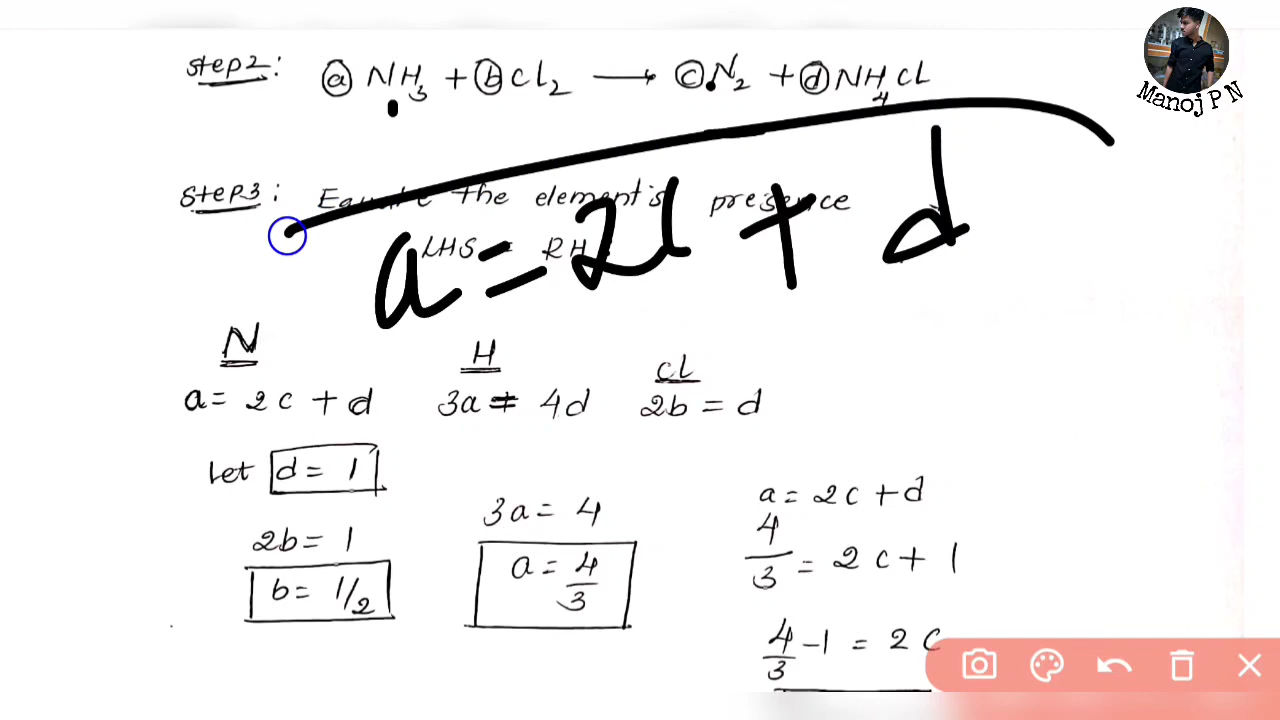 Step2: a NH3 + b Cl2 → c N2 + d NH4Cl
Manoj P N
Step3: Equate the element's presence
LHS = RH
a = 2c + d
N
H
CL
a = 2c + d
3a = 4d
2b = d
Let d = 1
2b = 1
b = 1/2
3a = 4
a = 4/3
a = 2c + d
4/3 = 2c + 1
4/3 - 1 = 2c